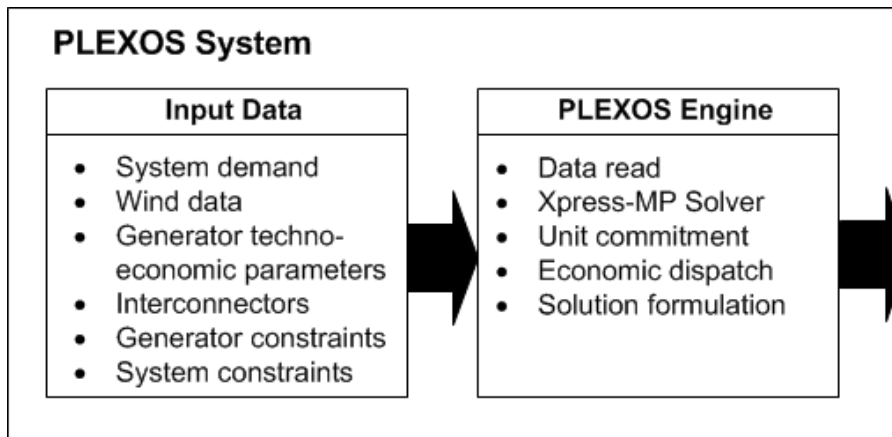 PLEXOS System
Input Data
• System demand
• Wind data
• Generator techno-
economic parameters
• Interconnectors
• Generator constraints
• System constraints
PLEXOS Engine
• Data read
• Xpress-MP Solver
• Unit commitment
• Economic dispatch
• Solution formulation